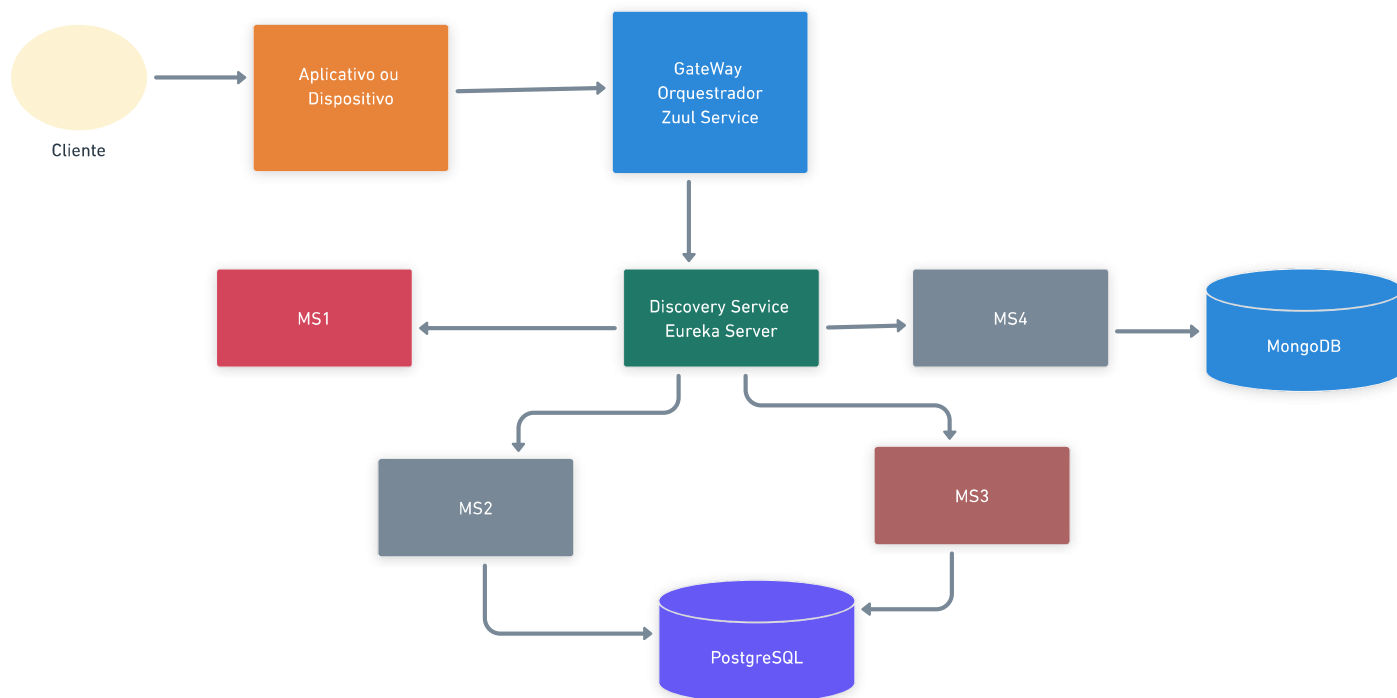 Cliente
Aplicativo ou
Dispositivo
GateWay
Orquestrador
Zuul Service
MS1
Discovery Service
Eureka Server
MS4
MongoDB
MS2
MS3
PostgreSQL